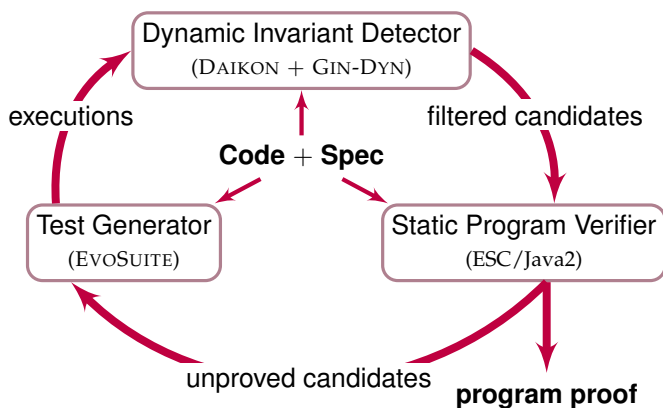 Dynamic Invariant Detector
(DAIKON + GIN-DYN)
executions
filtered candidates
Code + Spec
Test Generator
(EVOSUITE)
Static Program Verifier
(ESC/Java2)
unproved candidates
program proof